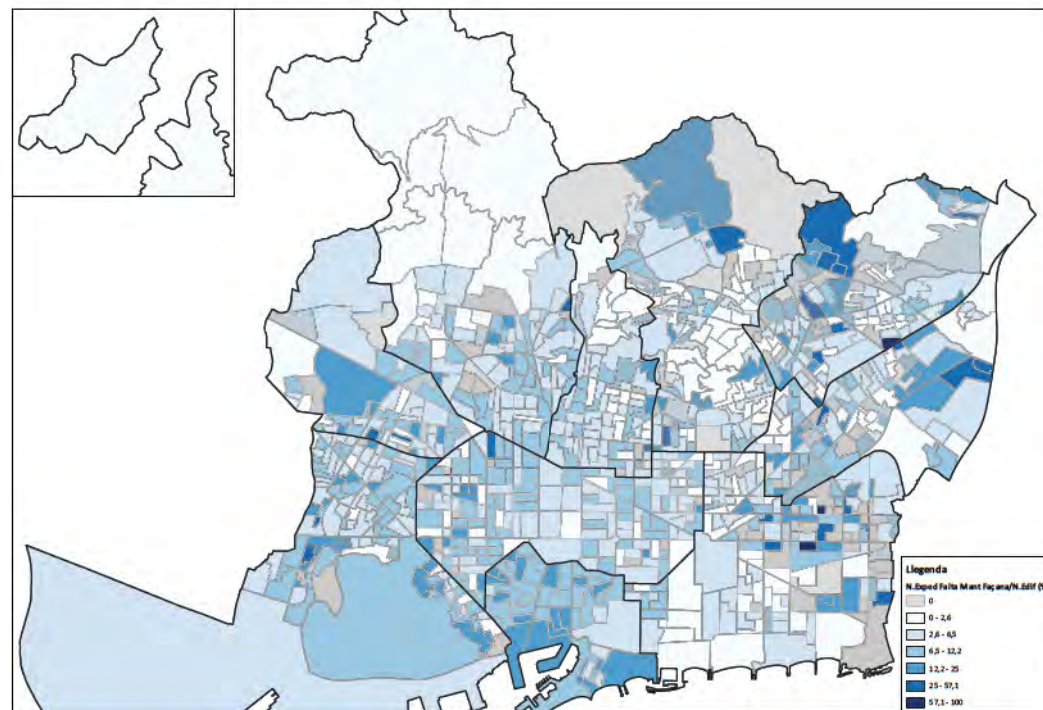 Llegenda
N.Exped Falta Mant Façana/N.Edif (%
0
0 - 2,6
2,6 - 6,5
6,5 - 12,2
12,2 - 25
25 - 57,1
57,1 - 100